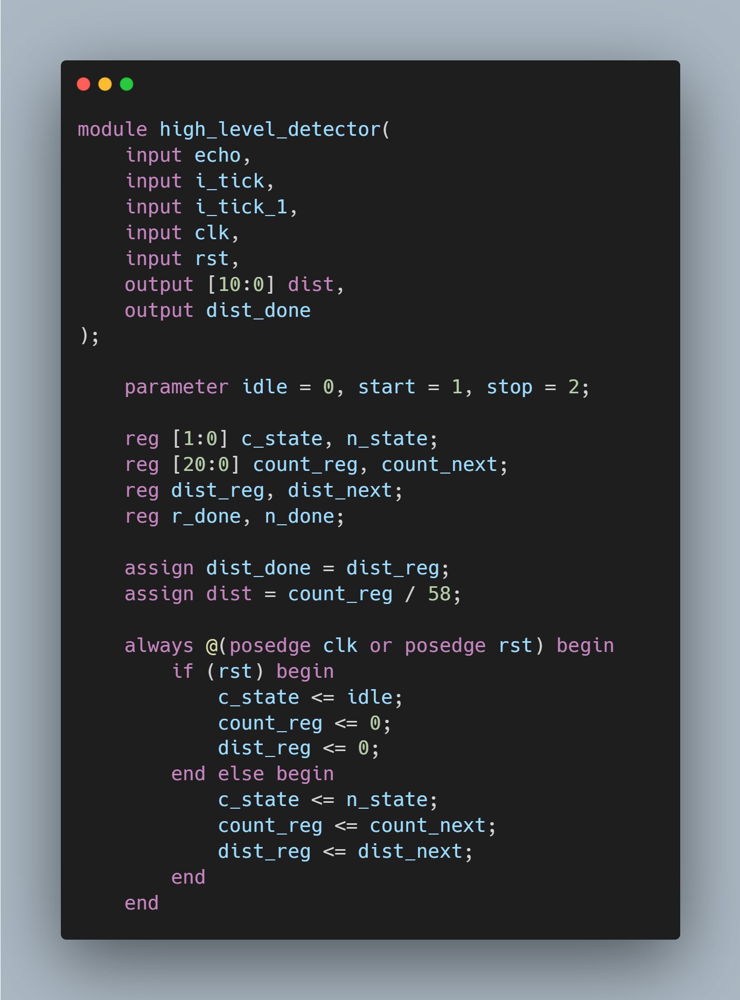 module high_level_detector(
    input echo,
    input i_tick,
    input i_tick_1,
    input clk,
    input rst,
    output [10:0] dist,
    output dist_done
);

    parameter idle = 0, start = 1, stop = 2;

    reg [1:0] c_state, n_state;
    reg [20:0] count_reg, count_next;
    reg dist_reg, dist_next;
    reg r_done, n_done;

    assign dist_done = dist_reg;
    assign dist = count_reg / 58;

    always @(posedge clk or posedge rst) begin
        if (rst) begin
            c_state <= idle;
            count_reg <= 0;
            dist_reg <= 0;
        end else begin
            c_state <= n_state;
            count_reg <= count_next;
            dist_reg <= dist_next;
        end
    end